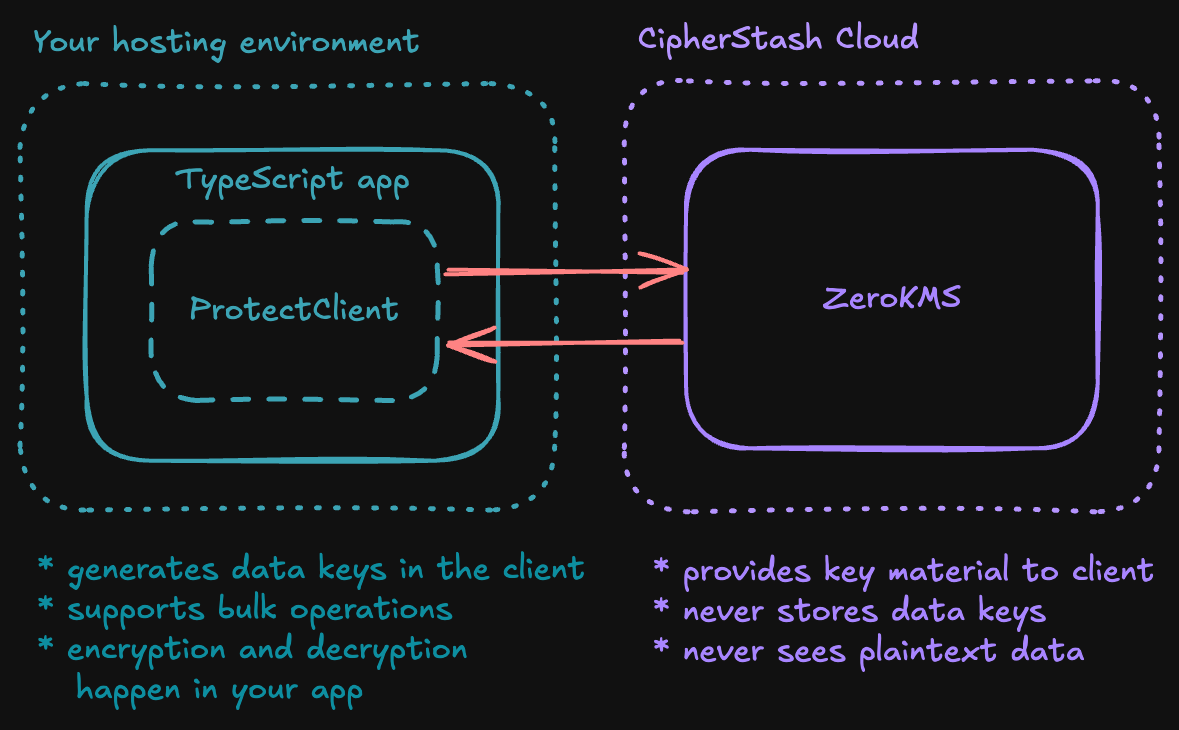 Your hosting environment
CipherStash Cloud
TypeScript app
ProtectClient
ZeroKMS
* generates data keys in the client
* supports bulk operations
* encryption and decryption
happen in your app
* provides key material to client
* never stores data keys
* never sees plaintext data